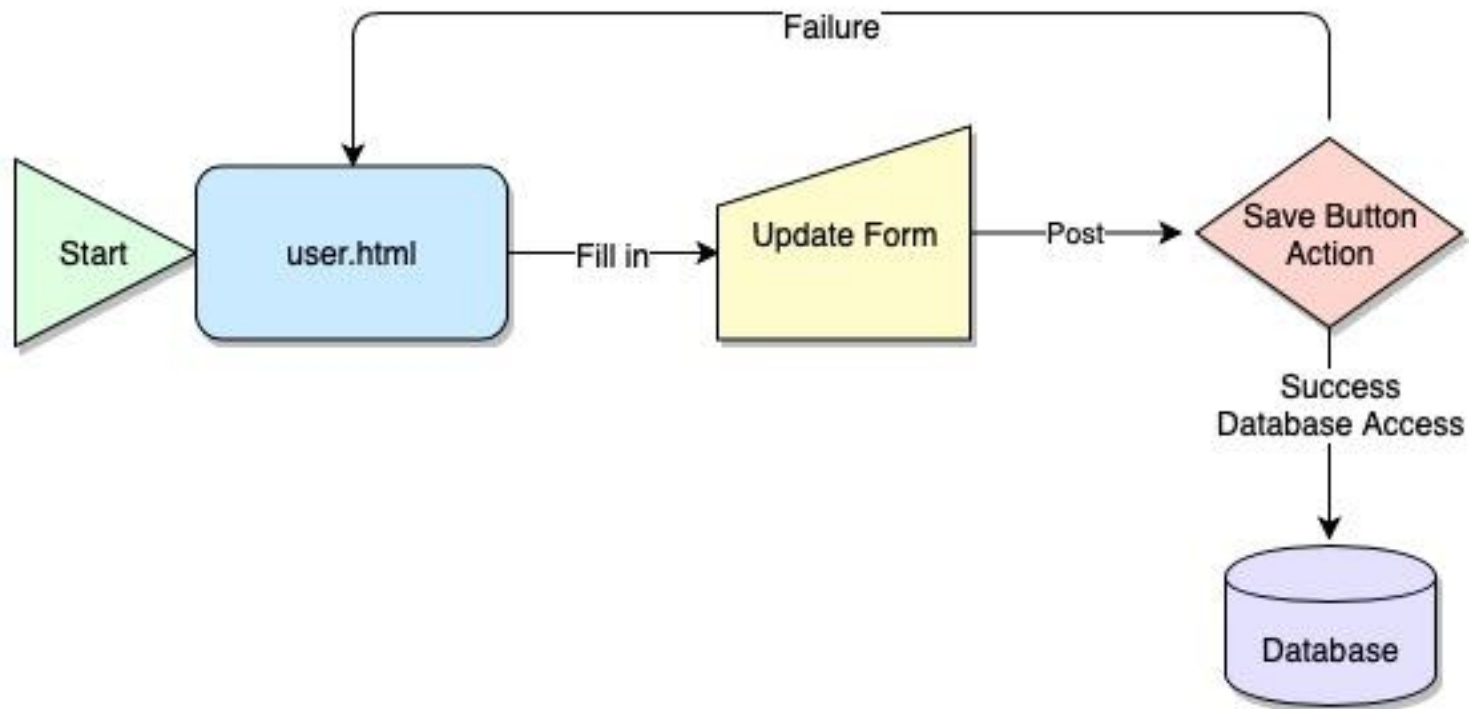 Failure
Start
user.html
Fill in
Update Form
Post
Save Button
Action
Success
Database Access
Database